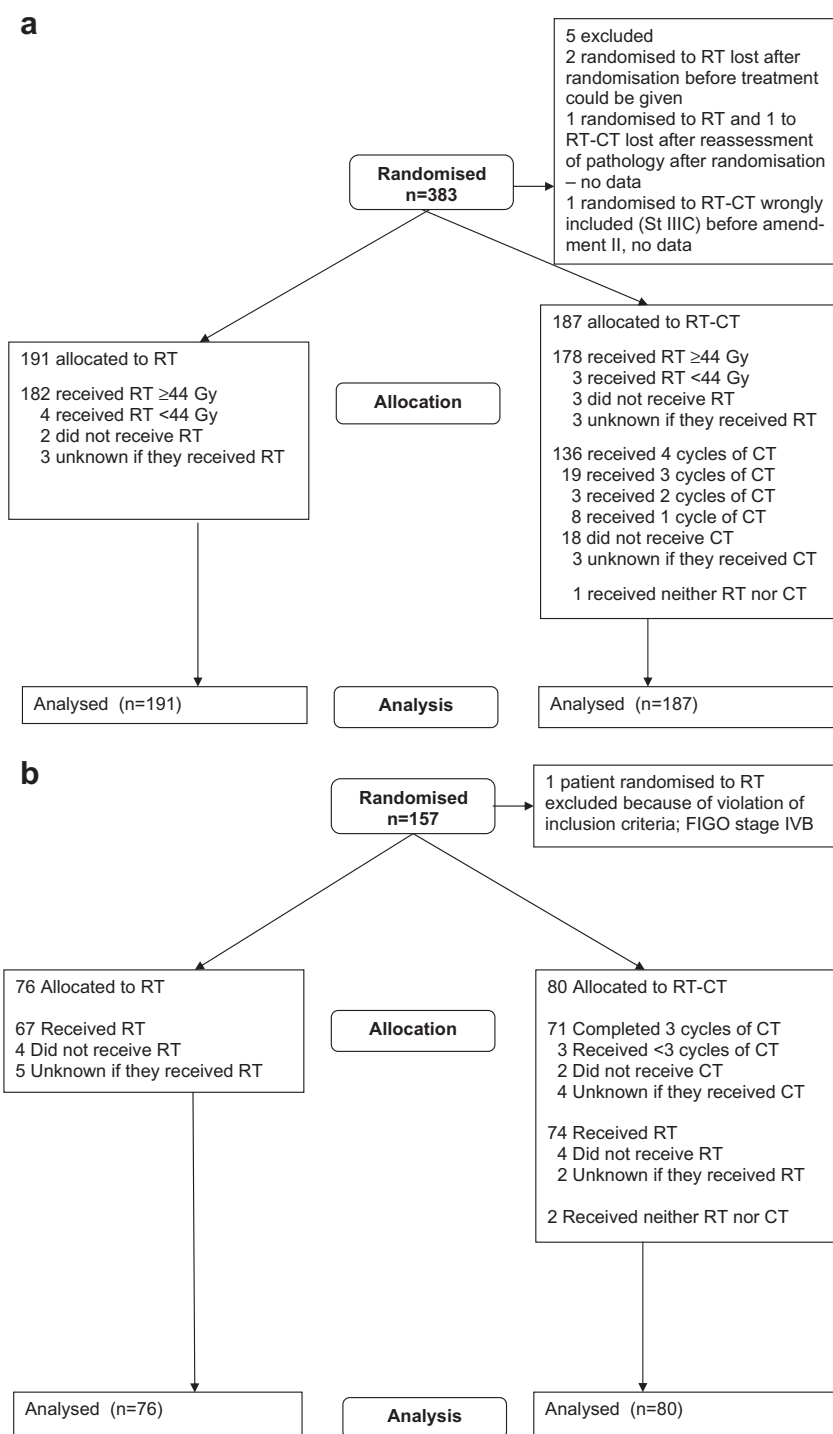 a
5 excluded
2 randomised to RT lost after
randomisation before treatment
could be given
1 randomised to RT and 1 to
RT-CT lost after reassessment
of pathology after randomisation
– no data
1 randomised to RT-CT wrongly
included (St IIIC) before amend-
ment II, no data
Randomised
n=383
191 allocated to RT
182 received RT ≥44 Gy
4 received RT <44 Gy
2 did not receive RT
3 unknown if they received RT
Allocation
187 allocated to RT-CT
178 received RT ≥44 Gy
3 received RT <44 Gy
3 did not receive RT
3 unknown if they received RT
136 received 4 cycles of CT
19 received 3 cycles of CT
3 received 2 cycles of CT
8 received 1 cycle of CT
18 did not receive CT
3 unknown if they received CT
1 received neither RT nor CT
Analysed (n=191)
Analysis
Analysed (n=187)
b
Randomised
n=157
1 patient randomised to RT
excluded because of violation of
inclusion criteria; FIGO stage IVB
76 Allocated to RT
67 Received RT
4 Did not receive RT
5 Unknown if they received RT
Allocation
80 Allocated to RT-CT
71 Completed 3 cycles of CT
3 Received <3 cycles of CT
2 Did not receive CT
4 Unknown if they received CT
74 Received RT
4 Did not receive RT
2 Unknown if they received RT
2 Received neither RT nor CT
Analysed (n=76)
Analysis
Analysed (n=80)